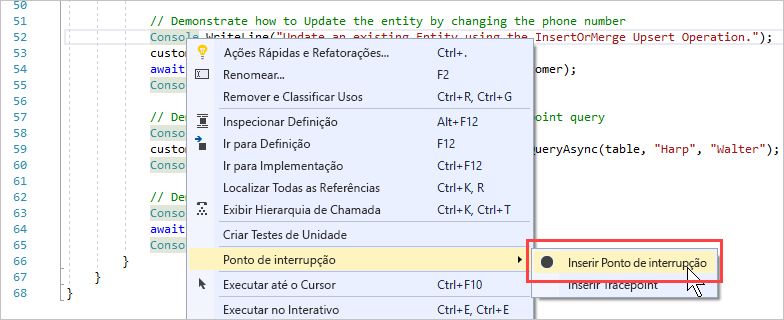 50
51 // Demonstrate how to Update the entity by changing the phone number
52 Console.WriteLine("Update an existing Entity using the InsertOrMerge Upsert Operation.");
53 custom
54 await omer);
55 Conso
56
57 // De point query
58 Conso
59 custom QueryAsync(table, "Harp", "Walter");
60 Conso
61
62
63 // De
63 Conso
64 await
65 Conso
66 }
67 }
68 }
Ações Rápidas e Refatorações... Ctrl+.
Renomear... F2
Remover e Classificar Usos Ctrl+R, Ctrl+G
Inspecionar Definição Alt+F12
Ir para Definição F12
Ir para Implementação Ctrl+F12
Localizar Todas as Referências Ctrl+K, R
Exibir Hierarquia de Chamada Ctrl+K, Ctrl+T
Criar Testes de Unidade
Ponto de interrupção
Executar até o Cursor Ctrl+F10
Executar no Interativo Ctrl+E, Ctrl+E
Inserir Ponto de interrupção
Inserir Tracepoint